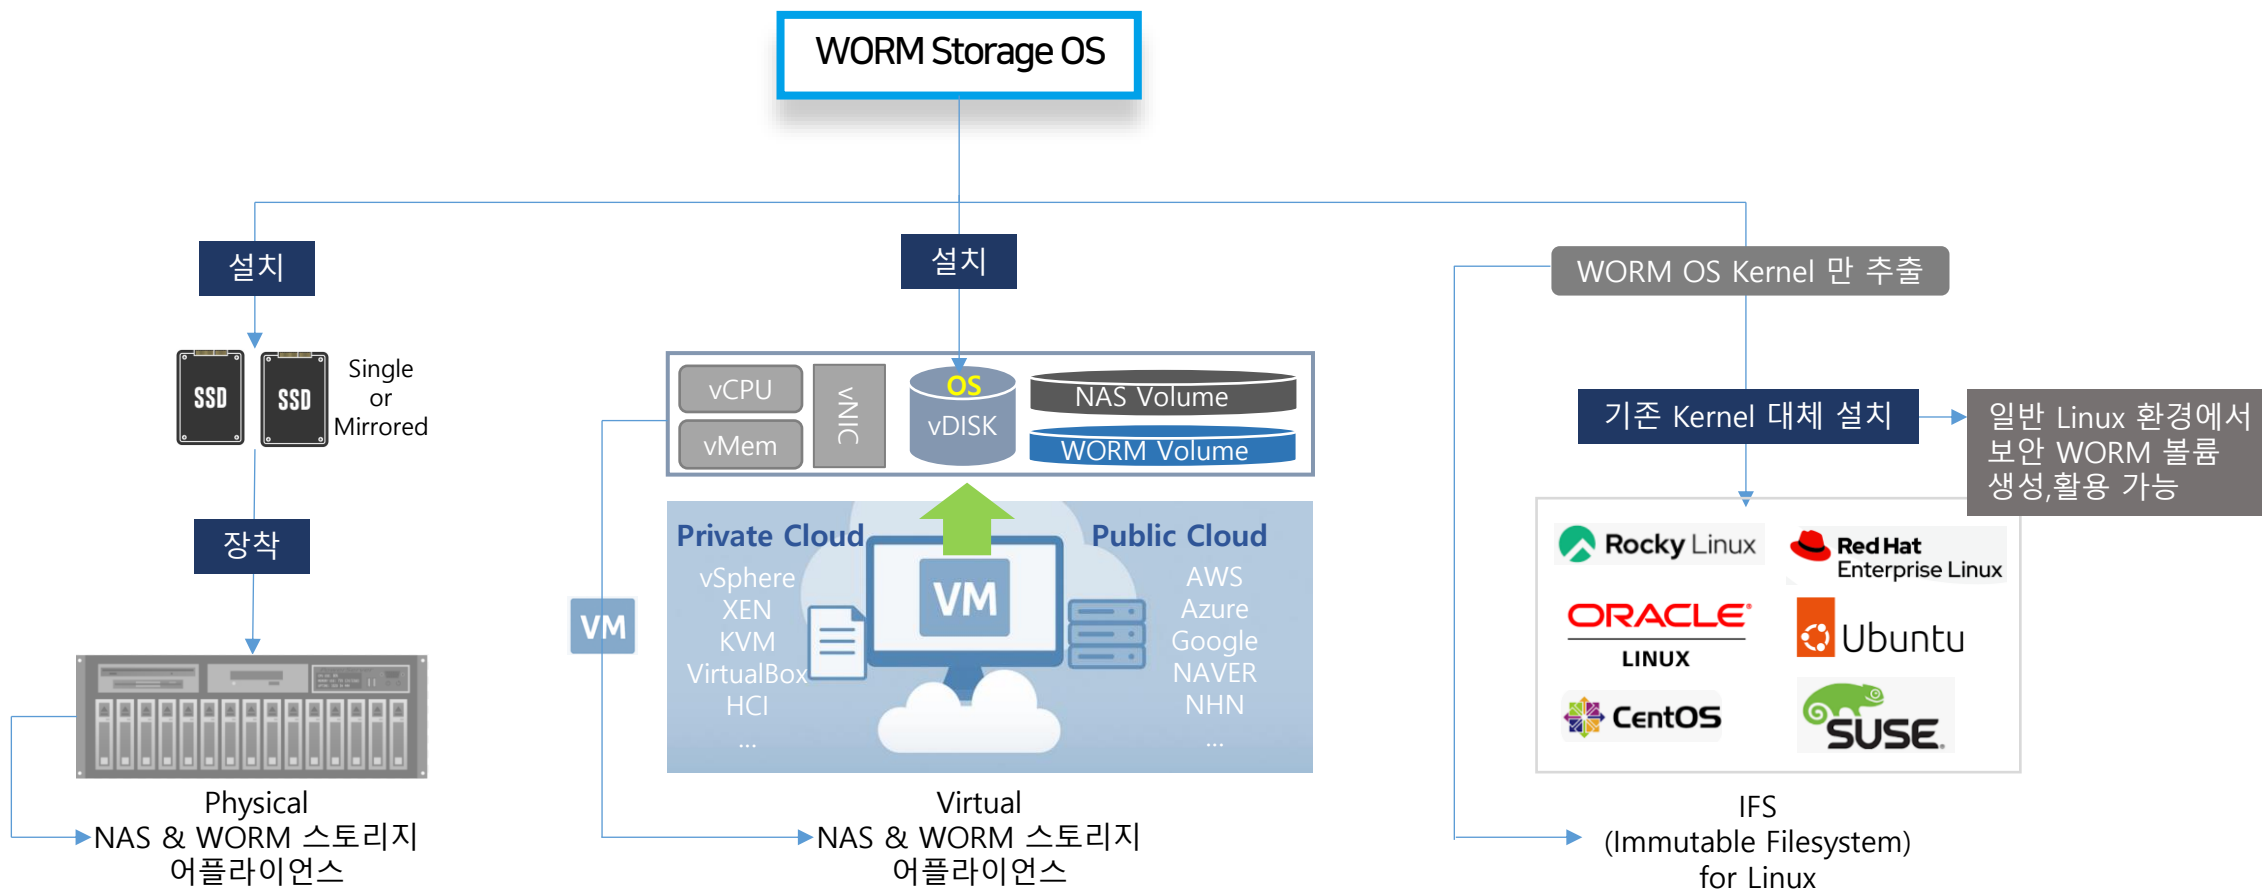 WORM Storage OS
설치
SSD
SSD
Single
or
Mirrored
장착
Physical
NAS & WORM 스토리지
어플라이언스
설치
vCPU
vMem
vNIC
OS
vDISK
NAS Volume
WORM Volume
VM
Private Cloud
vSphere
XEN
KVM
VirtualBox
HCI
...
VM
Public Cloud
AWS
Azure
Google
NAVER
NHN
...
Virtual
NAS & WORM 스토리지
어플라이언스
WORM OS Kernel 만 추출
기존 Kernel 대체 설치
일반 Linux 환경에서
보안 WORM 볼륨
생성,활용 가능
Rocky Linux
Red Hat
Enterprise Linux
ORACLE®
LINUX
Ubuntu
CentOS
SUSE®
IFS
(Immutable Filesystem)
for Linux